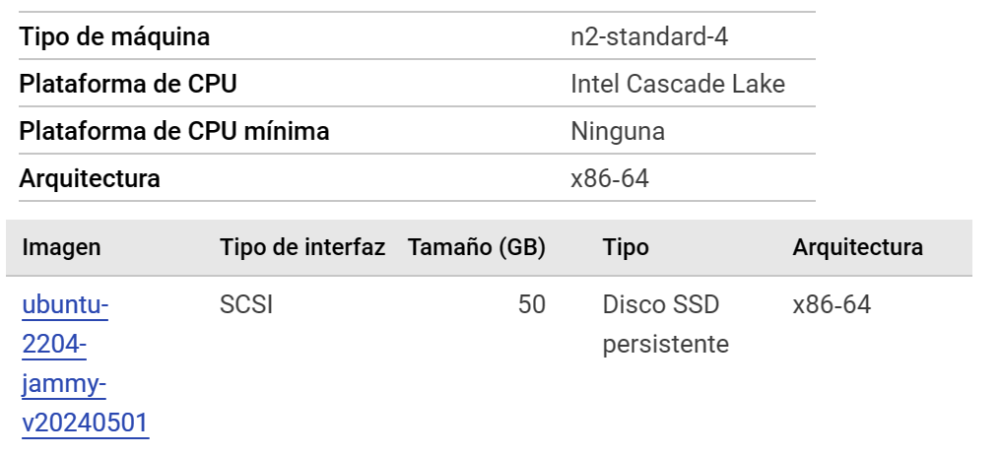 Tipo de máquina n2-standard-4
Plataforma de CPU Intel Cascade Lake
Plataforma de CPU mínima Ninguna
Arquitectura x86-64
Imagen Tipo de interfaz Tamaño (GB) Tipo Arquitectura
ubuntu- SCSI 50 Disco SSD x86-64
2204- persistente
jammy-
v20240501